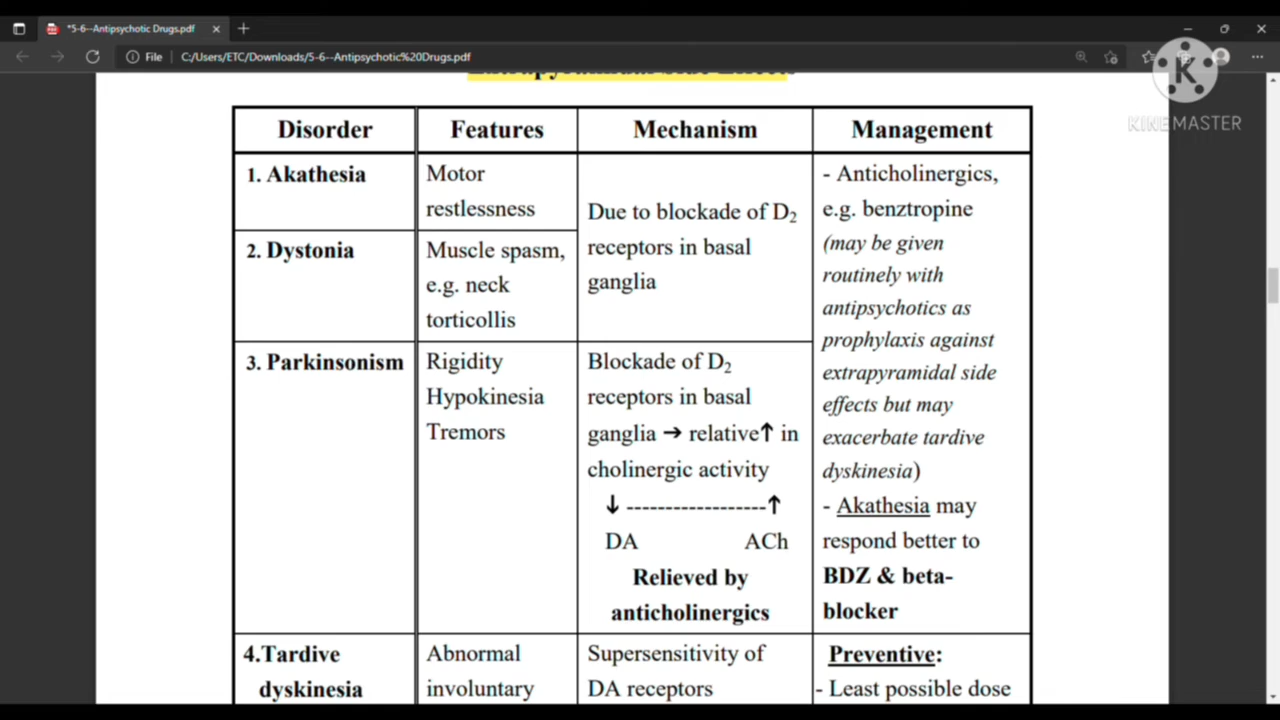 *5-6--Antipsychotic Drugs.pdf
File
C:/Users/ETC/Downloads/5-6--Antipsychotic%20Drugs.pdf
K
KINEMASTER
Extrapyramidal Side Effects
Disorder
Features
Mechanism
Management
1. Akathesia
Motor
restlessness
2. Dystonia
Muscle spasm,
e.g. neck
torticollis
Due to blockade of D₂
receptors in basal
ganglia
3. Parkinsonism
Rigidity
Hypokinesia
Tremors
Blockade of D₂
receptors in basal
ganglia ➔ relative↑ in
cholinergic activity
↓ ------------------↑
DA ACh
Relieved by
anticholinergics
- Anticholinergics,
e.g. benztropine
(may be given
routinely with
antipsychotics as
prophylaxis against
extrapyramidal side
effects but may
exacerbate tardive
dyskinesia)
- Akathesia may
respond better to
BDZ & beta-
blocker
4.Tardive
dyskinesia
Abnormal
involuntary
Supersensitivity of
DA receptors
Preventive:
- Least possible dose